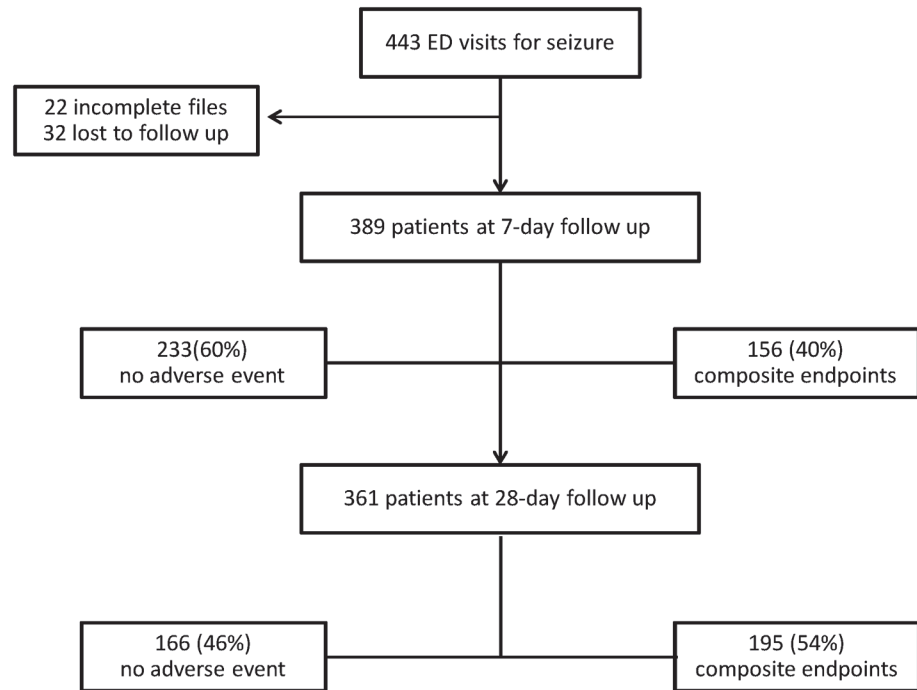 443 ED visits for seizure
22 incomplete files
32 lost to follow up
389 patients at 7-day follow up
233(60%)
no adverse event
156 (40%)
composite endpoints
361 patients at 28-day follow up
166 (46%)
no adverse event
195 (54%)
composite endpoints